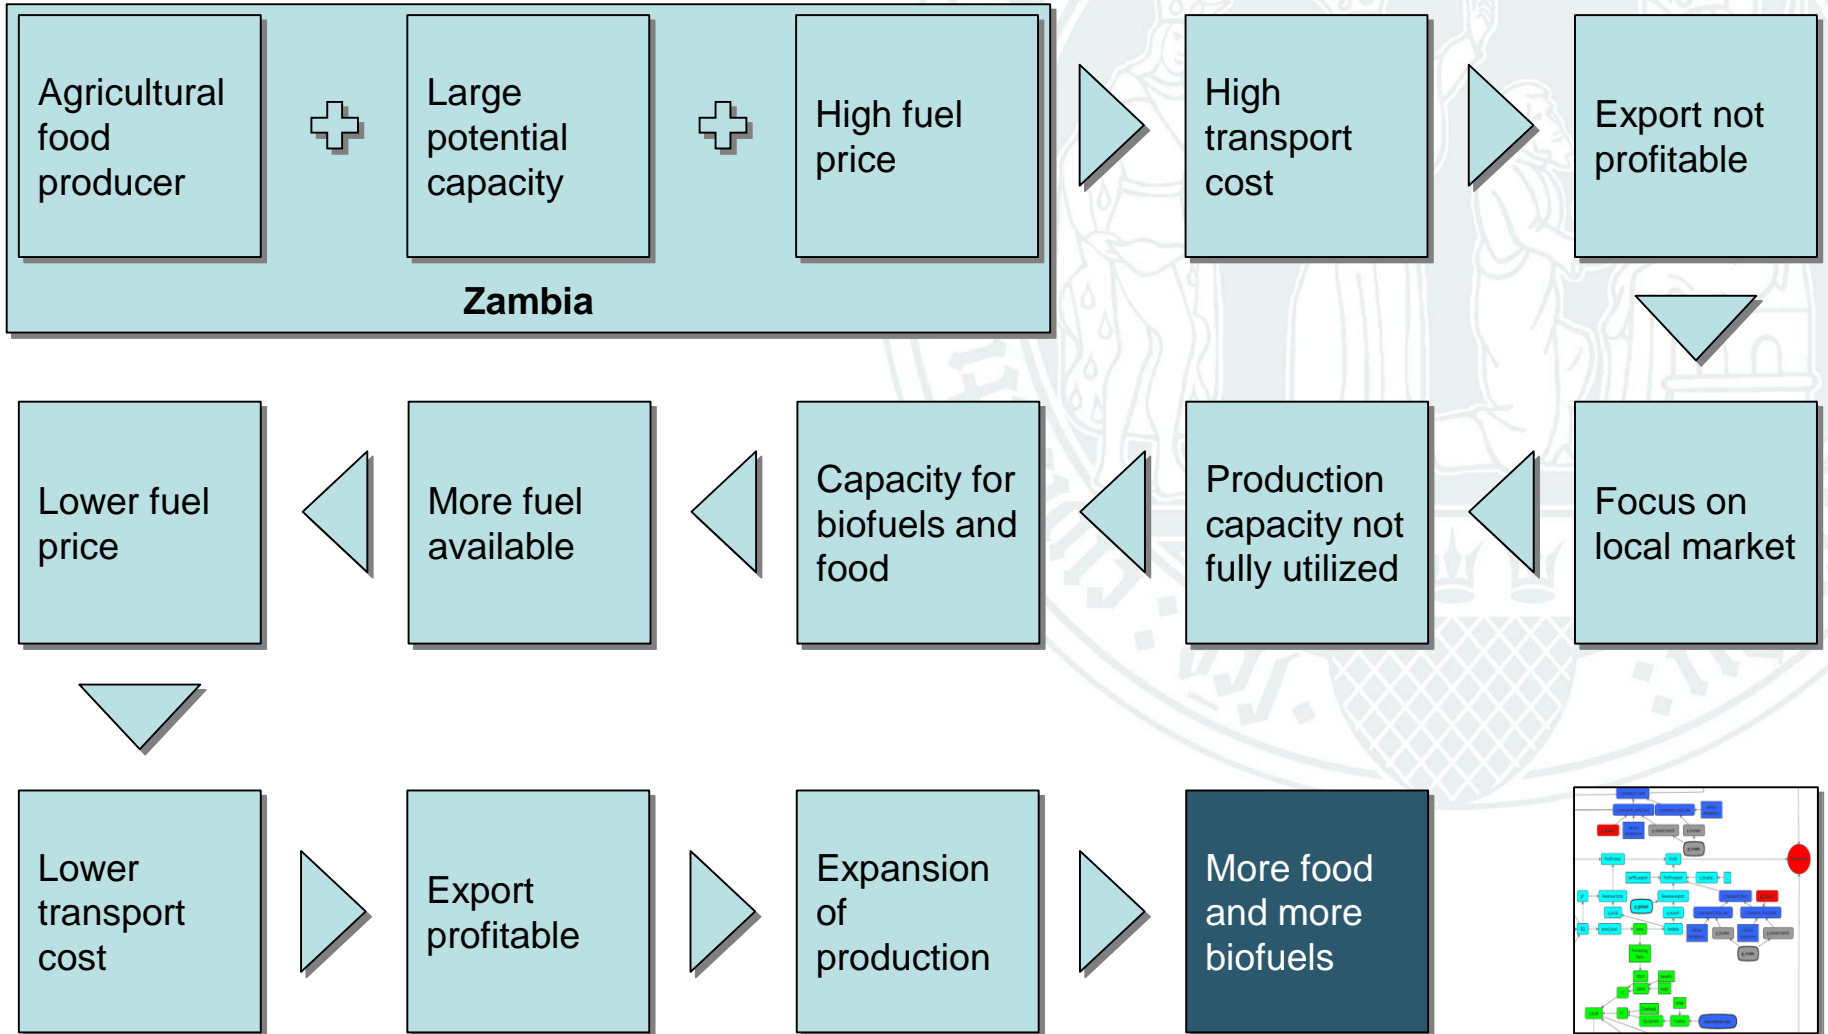 Agricultural
food
producer
Large
potential
capacity
High fuel
price
Zambia
High
transport
cost
Export not
profitable
Lower fuel
price
More fuel
available
Capacity for
biofuels and
food
Production
capacity not
fully utilized
Focus on
local market
Lower
transport
cost
Export
profitable
Expansion
of
production
More food
and more
biofuels